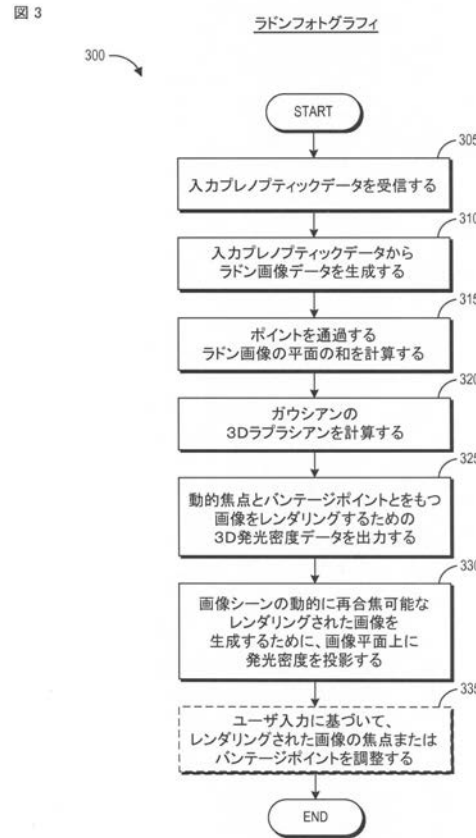 図 3
ラドンフォトグラフィ
300
START
305
入力プレノプティックデータを受信する
310
入力プレノプティックデータから
ラドン画像データを生成する
315
ポイントを通過する
ラドン画像の平面の和を計算する
320
ガウシアンの
3Dラプラシアンを計算する
325
動的焦点とバンテージポイントとをもつ
画像をレンダリングするための
3D発光密度データを出力する
330
画像シーンの動的に再合焦可能な
レンダリングされた画像を
生成するために、画像平面上に
発光密度を投影する
335
ユーザ入力に基づいて、
レンダリングされた画像の焦点または
バンテージポイントを調整する
END